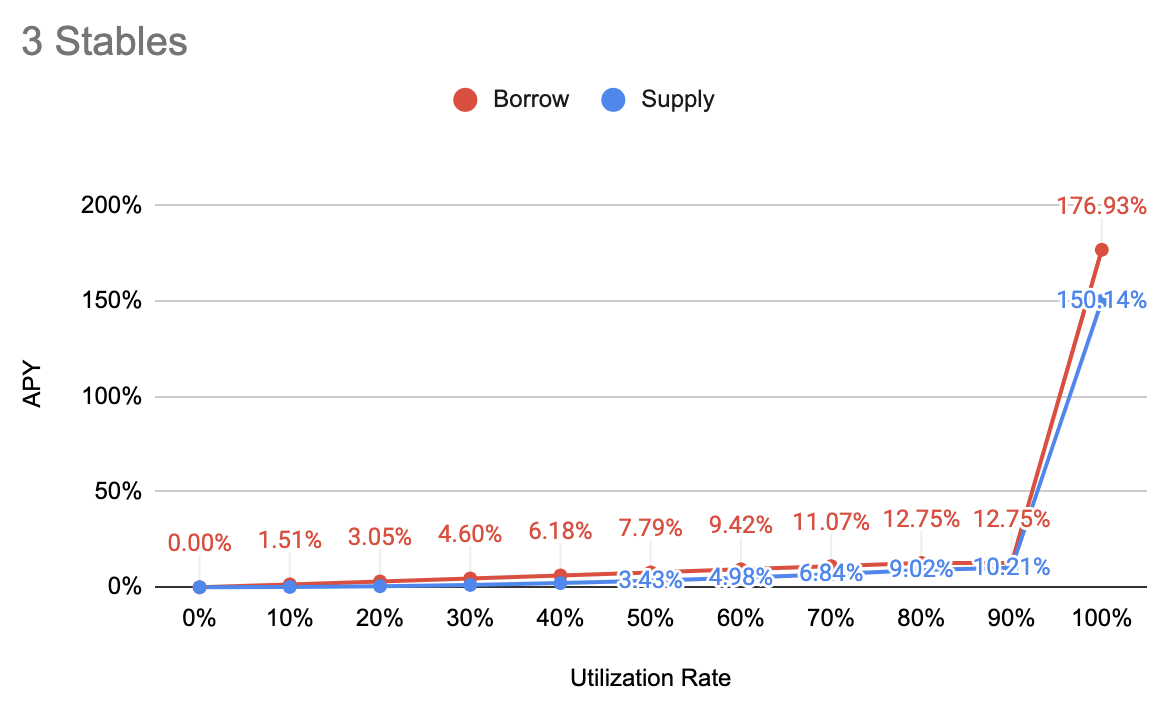 3 Stables
Borrow Supply
200%
150%
100%
50%
0%
APY
176.93%
150.14%
0.00% 1.51% 3.05% 4.60% 6.18% 7.79% 9.42% 11.07% 12.75% 12.75%
3.43% 4.98% 6.84% 9.02% 10.21%
0% 10% 20% 30% 40% 50% 60% 70% 80% 90% 100%
Utilization Rate